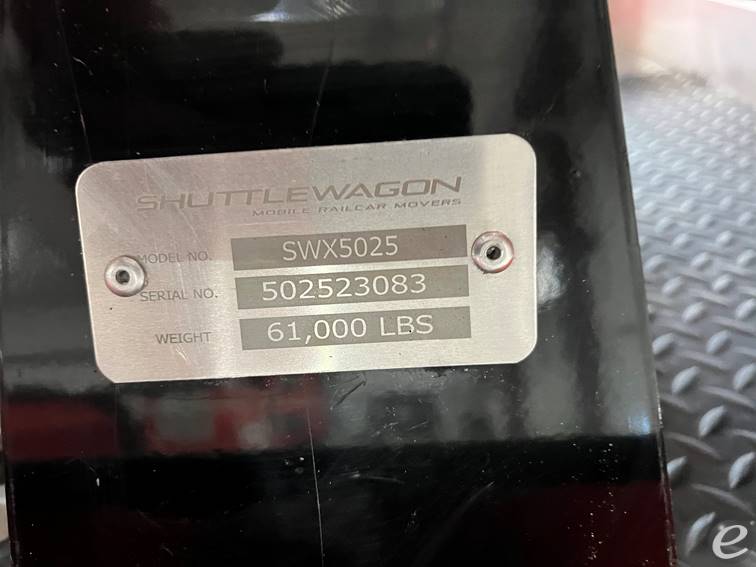 SHUTTLEWAGON
MOBILE RAILCAR MOVERS
MODEL NO. SWX5025
SERIAL NO. 502523083
WEIGHT 61,000 LBS
e